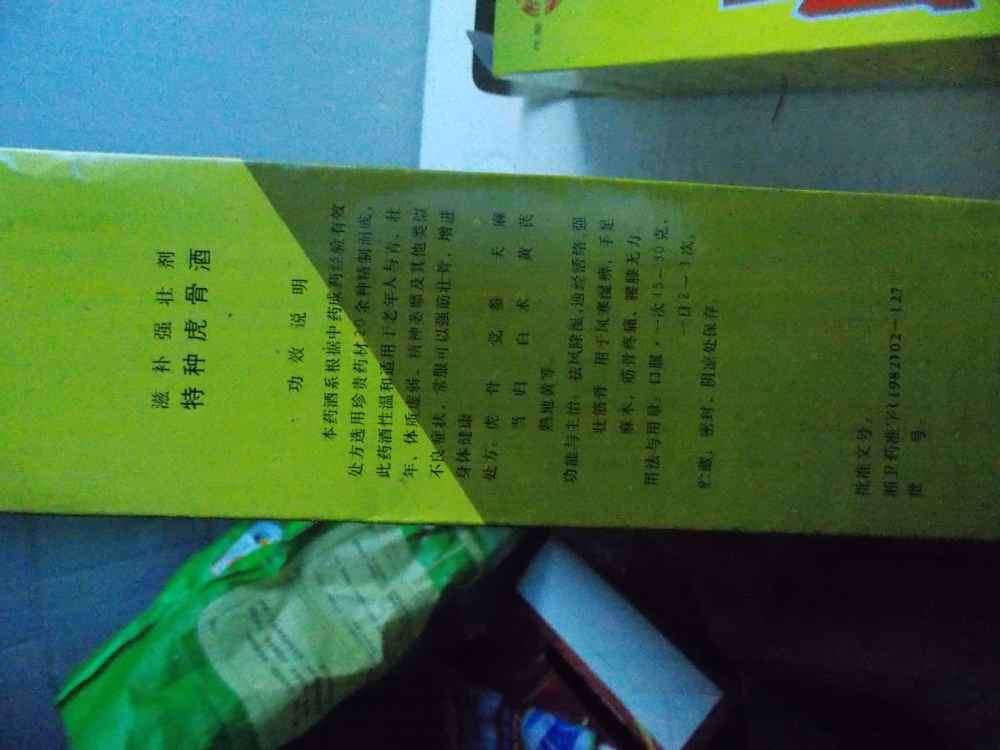 滋补强壮剂
特种虎骨酒
功效说明
本药酒系根据中药成药经验有效
处方选用珍贵药材20余种精制而成，
此药酒性温和适用于老年人与青、壮
年、体质虚弱、精神萎靡及其他类似
不良症状，常服可以强筋壮骨，增进
身体健康
处方：虎骨 党参 天麻
当归 白术 黄芪
熟地黄等
功能与主治：祛风除湿，通经活络，强
壮筋骨 用于风寒湿痹，手足
麻木，筋骨疼痛，腰膝无力。
用法与用量：口服，一次15—30克，
一日2—3次。
贮藏：密封，阴凉处保存。
批准文号：
湘卫药准字(1982)02—127
号